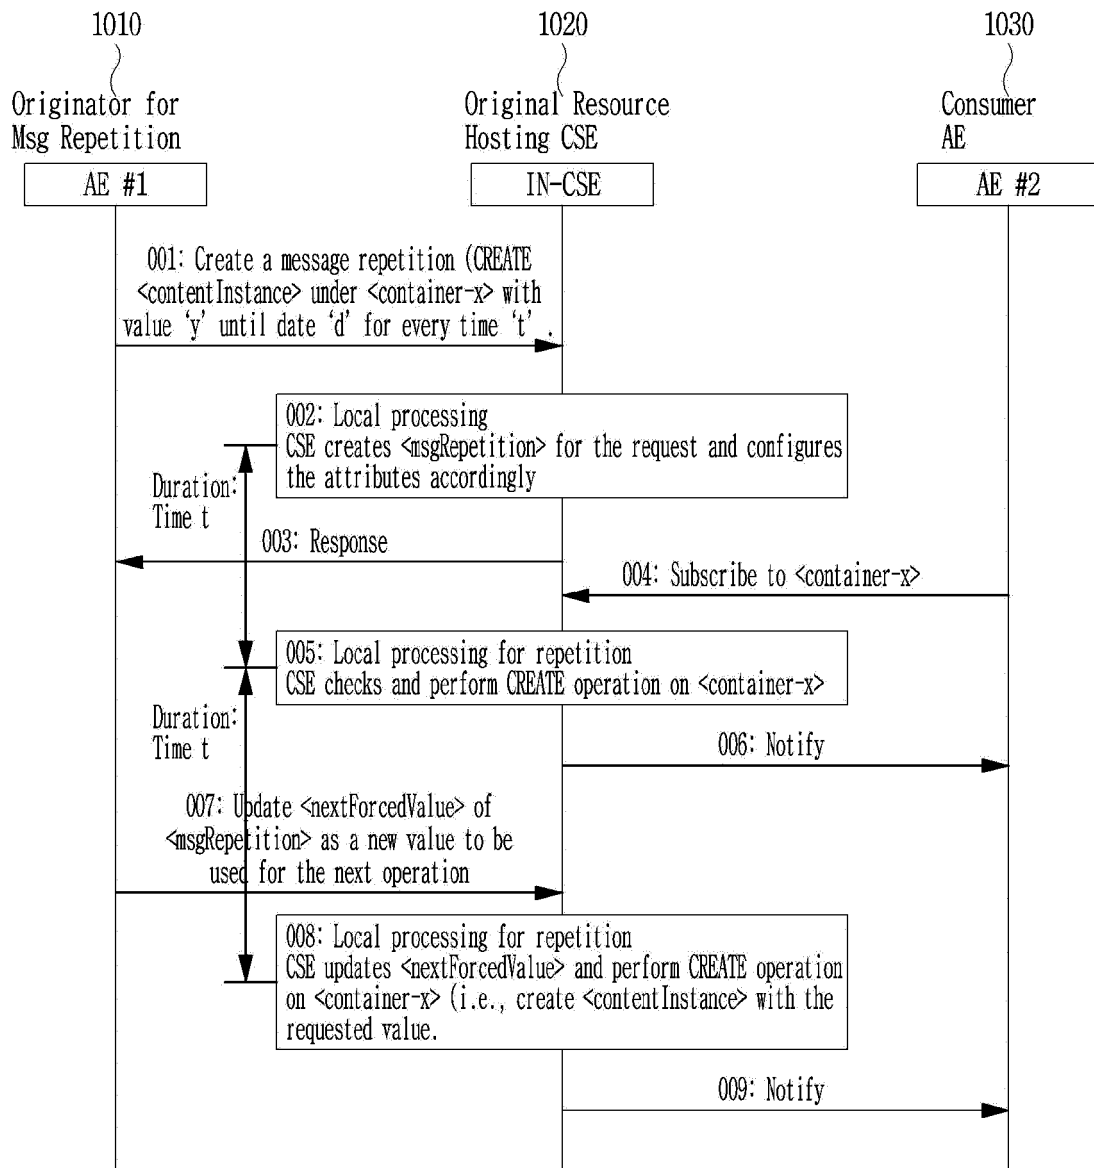 1010
1020
1030
Originator for
Msg Repetition
Original Resource
Hosting CSE
Consumer
AE
AE #1
IN-CSE
AE #2
001: Create a message repetition (CREATE
<contentInstance> under <container-x> with
value ‘y’ until date ‘d’ for every time ‘t’ .
002: Local processing
CSE creates <msgRepetition> for the request and configures
the attributes accordingly
Duration:
Time t
003: Response
004: Subscribe to <container-x>
005: Local processing for repetition
CSE checks and perform CREATE operation on <container-x>
Duration:
Time t
006: Notify
007: Update <nextForcedValue> of
<msgRepetition> as a new value to be
used for the next operation
008: Local processing for repetition
CSE updates <nextForcedValue> and perform CREATE operation
on <container-x> (i.e., create <contentInstance> with the
requested value.
009: Notify